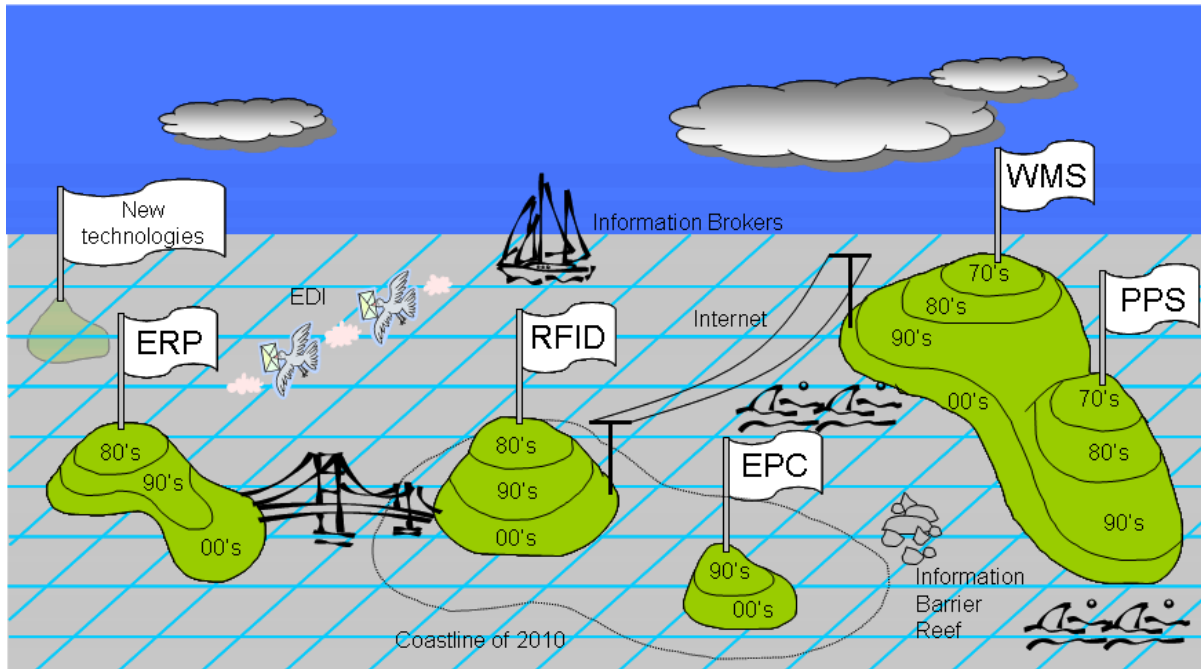 WMS
New
technologies
Information Brokers
70's
PPS
EDI
80's
Internet
ERP
RFID
90's
70's
00's
80's
80's
80's
EPC
90's
90's
90's
00's
00's
90's
00's
Information
Barrier
Reef
Coastline of 2010